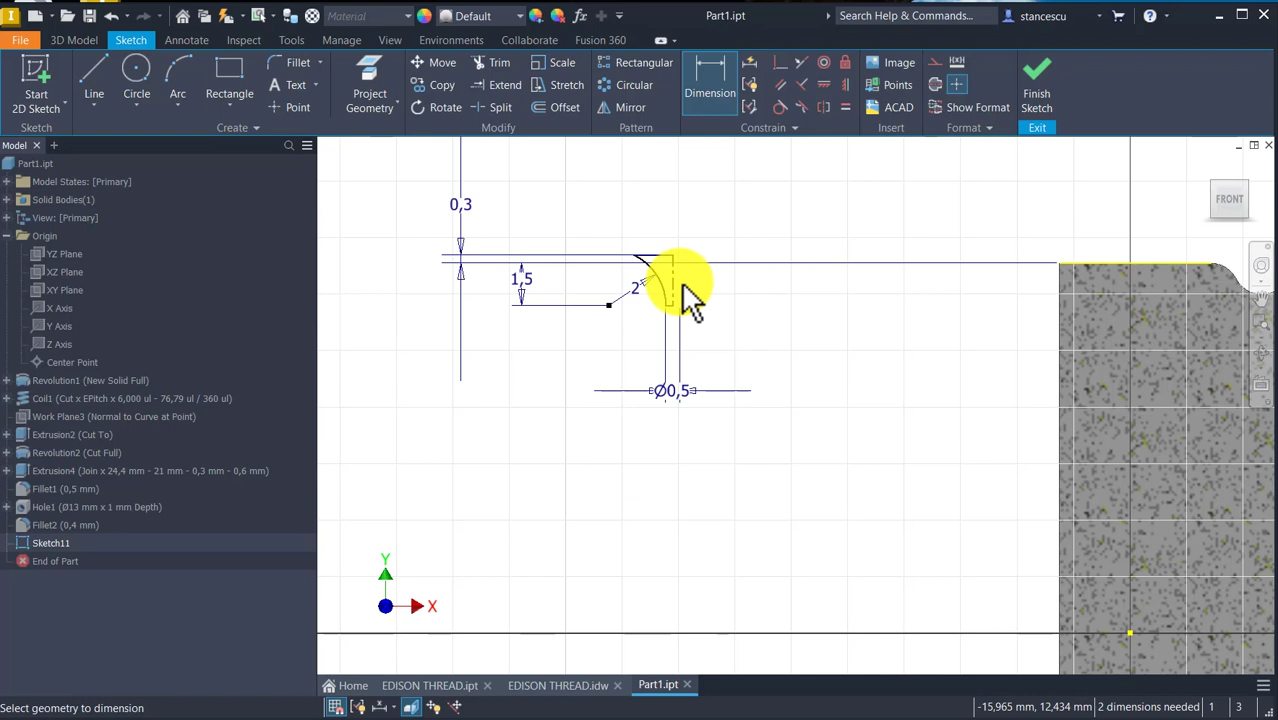 Material
Default
Part1.ipt
Search Help & Commands...
stancescu
File
3D Model
Sketch
Annotate
Inspect
Tools
Manage
View
Environments
Collaborate
Fusion 360
Start
2D Sketch
Line
Circle
Arc
Rectangle
Fillet
Text
Point
Project
Geometry
Move
Copy
Rotate
Trim
Extend
Split
Scale
Stretch
Offset
Rectangular
Circular
Mirror
Dimension
Image
Points
ACAD
Show Format
Finish
Sketch
Sketch
Create
Modify
Pattern
Constrain
Insert
Format
Exit
Model
Part1.ipt
Model States: [Primary]
Solid Bodies(1)
View: [Primary]
Origin
YZ Plane
XZ Plane
XY Plane
X Axis
Y Axis
Z Axis
Center Point
Revolution1 (New Solid Full)
Coil1 (Cut x EPitch x 6,000 ul - 76,79 ul / 360 ul)
Work Plane3 (Normal to Curve at Point)
Extrusion2 (Cut To)
Revolution2 (Cut Full)
Extrusion4 (Join x 24,4 mm - 21 mm - 0,3 mm - 0,6 mm)
Fillet1 (0,5 mm)
Hole1 (Ø13 mm x 1 mm Depth)
Fillet2 (0,4 mm)
Sketch11
End of Part
0,3
1,5
2
Ø0,5
FRONT
Y
X
Home
EDISON THREAD.ipt
EDISON THREAD.idw
Part1.ipt
Select geometry to dimension
-15,965 mm, 12,434 mm
2 dimensions needed
1
3